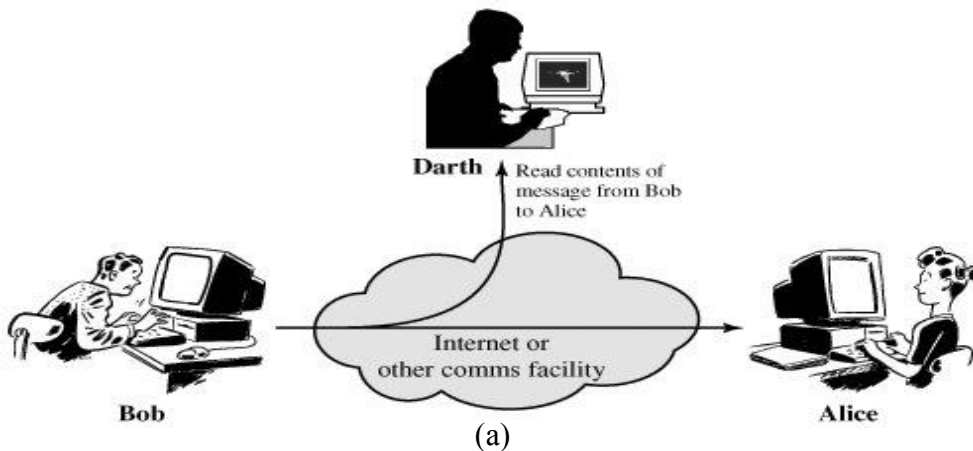 Darth
Read contents of
message from Bob
to Alice
Internet or
other comms facility
Bob
Alice
(a)